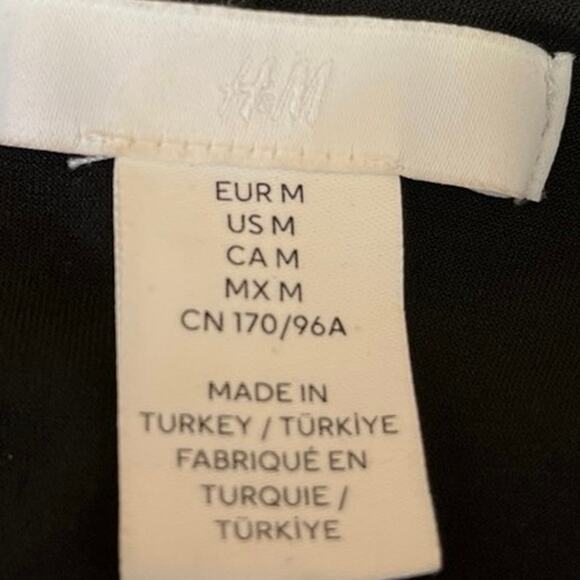 H&M
EUR M
US M
CA M
MX M
CN 170/96A
MADE IN
TURKEY / TÜRKİYE
FABRIQUÉ EN
TURQUIE /
TÜRKİYE